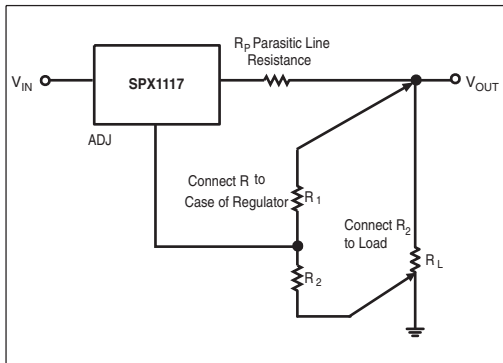 R_P Parasitic Line
Resistance
V_IN
SPX1117
V_OUT
ADJ
Connect R to
Case of Regulator
R_1
Connect R_2
to Load
R_2
R_L